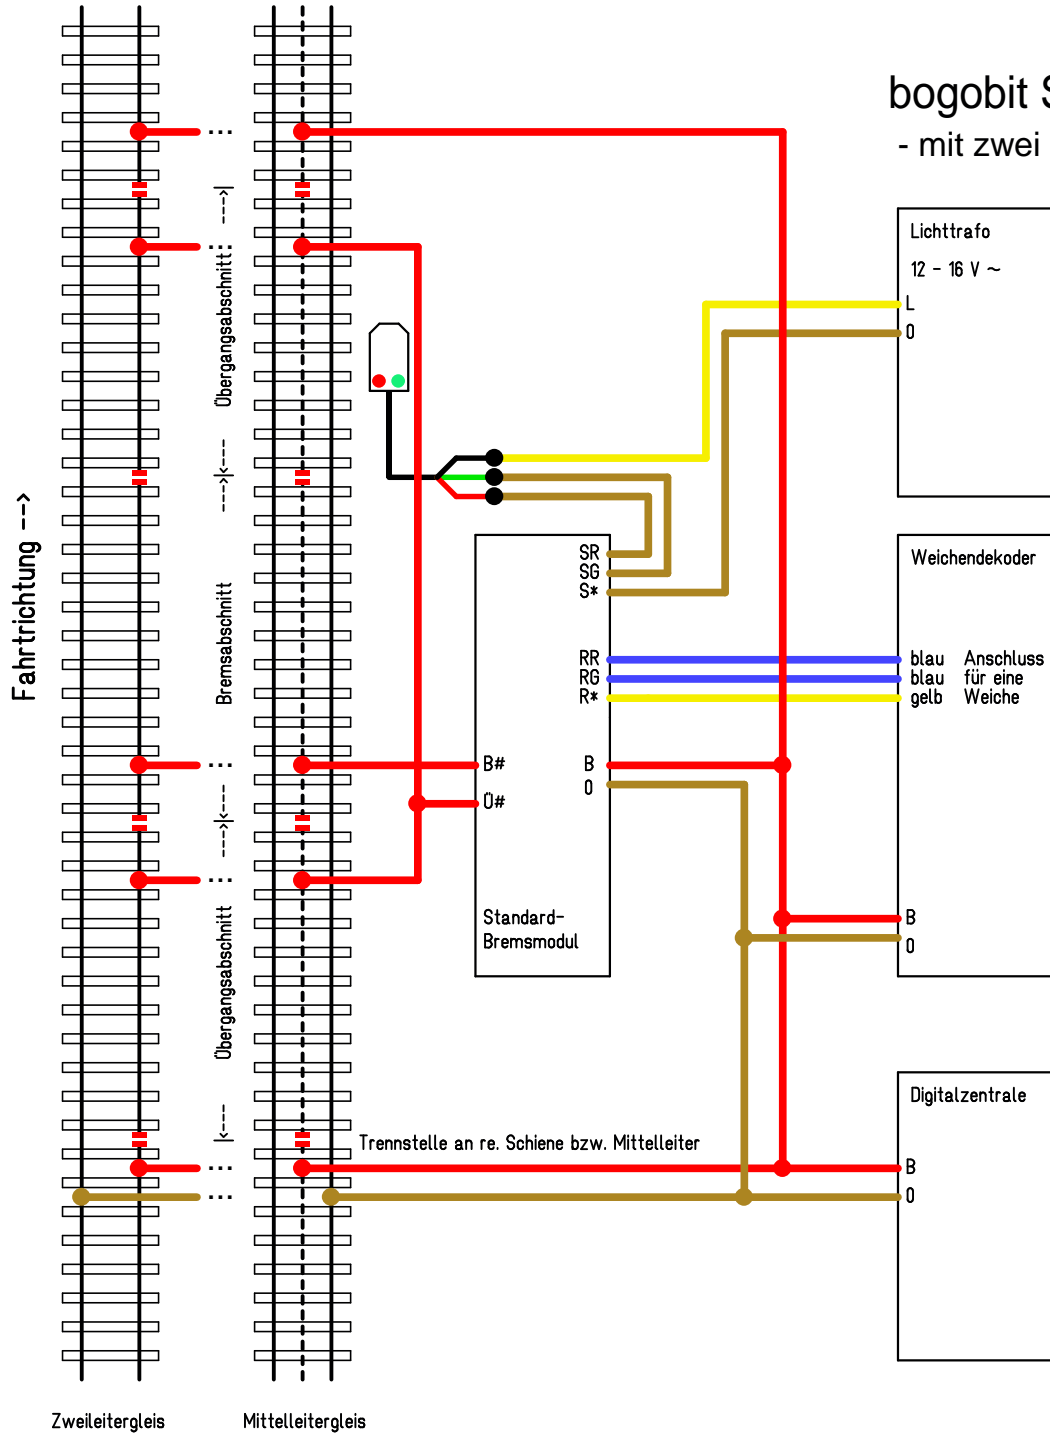 bogobit
- mit zwei
Lichttrafo
12 - 16 V ~
L
0
Übergangsabschnitt
Fahrtrichtung -->
Bremsabschnitt
SR
SG
S*
RR
RG
R*
B#
Ü#
B
0
Standard-
Bremsmodul
Weichendekoder
blau Anschluss
blau für eine
gelb Weiche
B
0
Übergangsabschnitt
Digitalzentrale
Trennstelle an re. Schiene bzw. Mittelleiter
B
0
Zweileitergleis
Mittelleitergleis